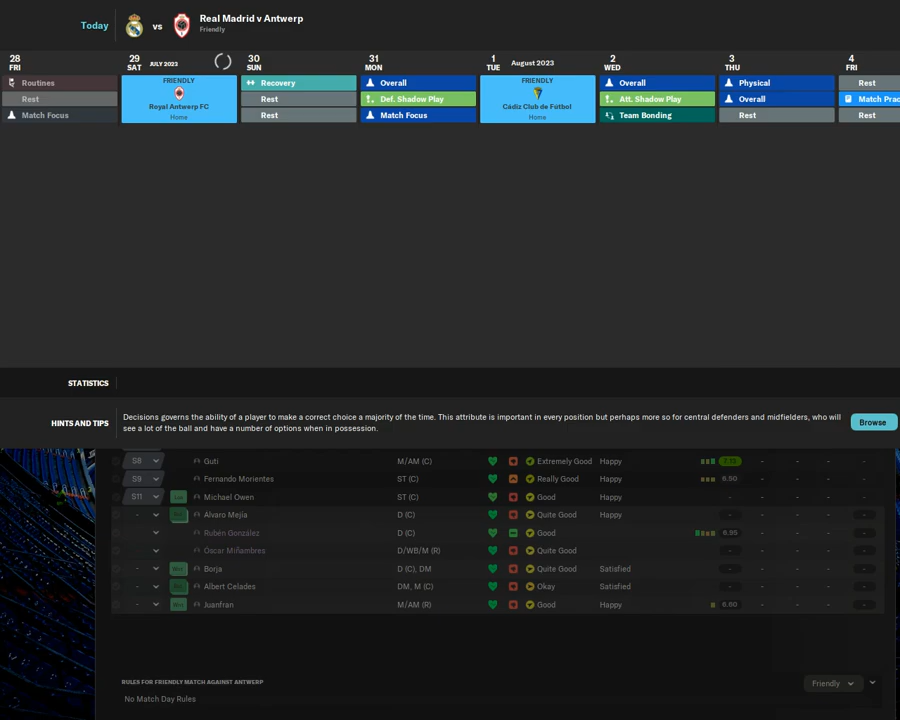 Today
vs
Real Madrid v Antwerp
Friendly
28
FRI
29
SAT
JULY 2023
30
SUN
31
MON
1
TUE
August 2023
2
WED
3
THU
4
FRI
Routines
Rest
Match Focus
FRIENDLY
Royal Antwerp FC
Home
Recovery
Rest
Rest
Overall
Def. Shadow Play
Match Focus
FRIENDLY
Cádiz Club de Fútbol
Home
Overall
Att. Shadow Play
Team Bonding
Physical
Overall
Rest
Rest
Match Prac
Rest
STATISTICS
HINTS AND TIPS
Decisions governs the ability of a player to make a correct choice a majority of the time. This attribute is important in every position but perhaps more so for central defenders and midfielders, who will
see a lot of the ball and have a number of options when in possession.
Browse
S8 Guti M/AM (C) Extremely Good Happy - - - -
S9 Fernando Morientes ST (C) Really Good Happy 6.50 - - - -
S11 Michael Owen ST (C) Good Happy - - - - -
- Alvaro Mejía D (C) Quite Good Happy - - - - -
Rubén González D (C) Good 6.95 - - - -
Óscar Miñambres D/WB/M (R) Quite Good - - - - -
- Borja D (C), DM Quite Good Satisfied - - - - -
- Albert Celades DM, M (C) Okay Satisfied - - - - -
- Juanfran M/AM (R) Good Happy 6.60 - - - -
RULES FOR FRIENDLY MATCH AGAINST ANTWERP
Friendly
No Match Day Rules